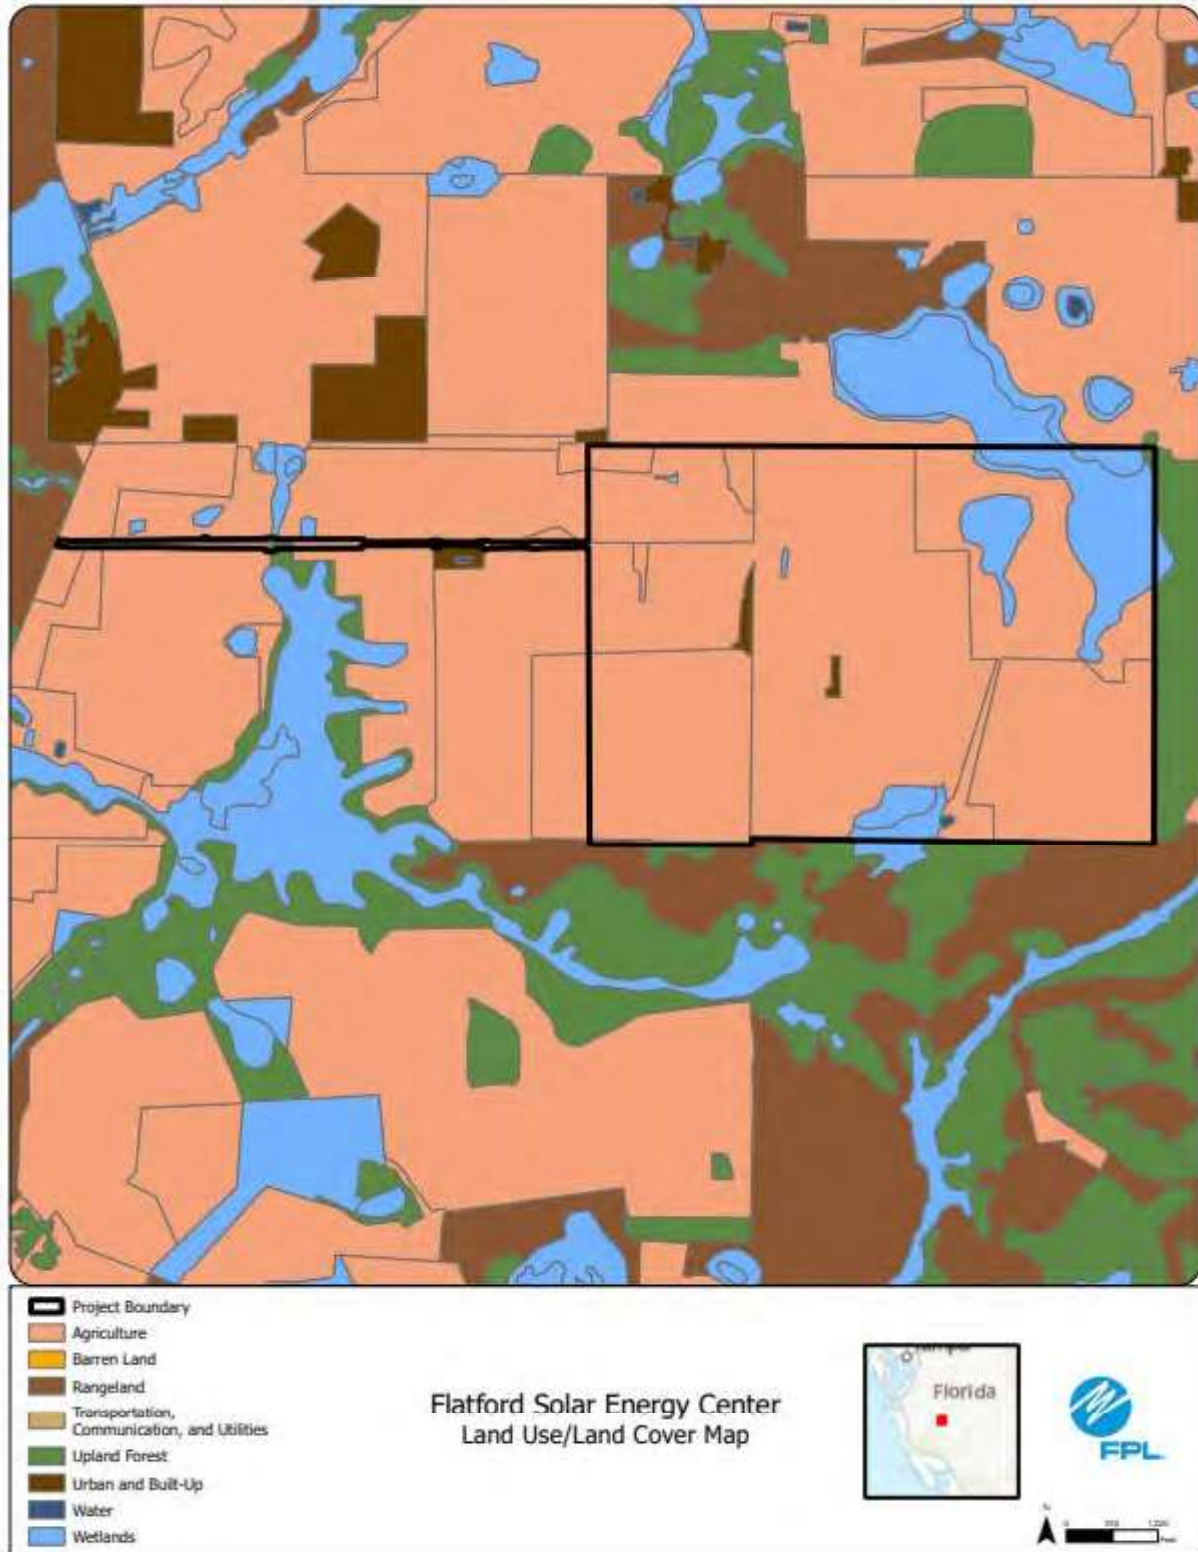 Project Boundary
Agriculture
Barren Land
Rangeland
Transportation,
Communication, and Utilities
Upland Forest
Urban and Built-Up
Water
Wetlands
Flatford Solar Energy Center
Land Use/Land Cover Map
Florida
FPL
N
0